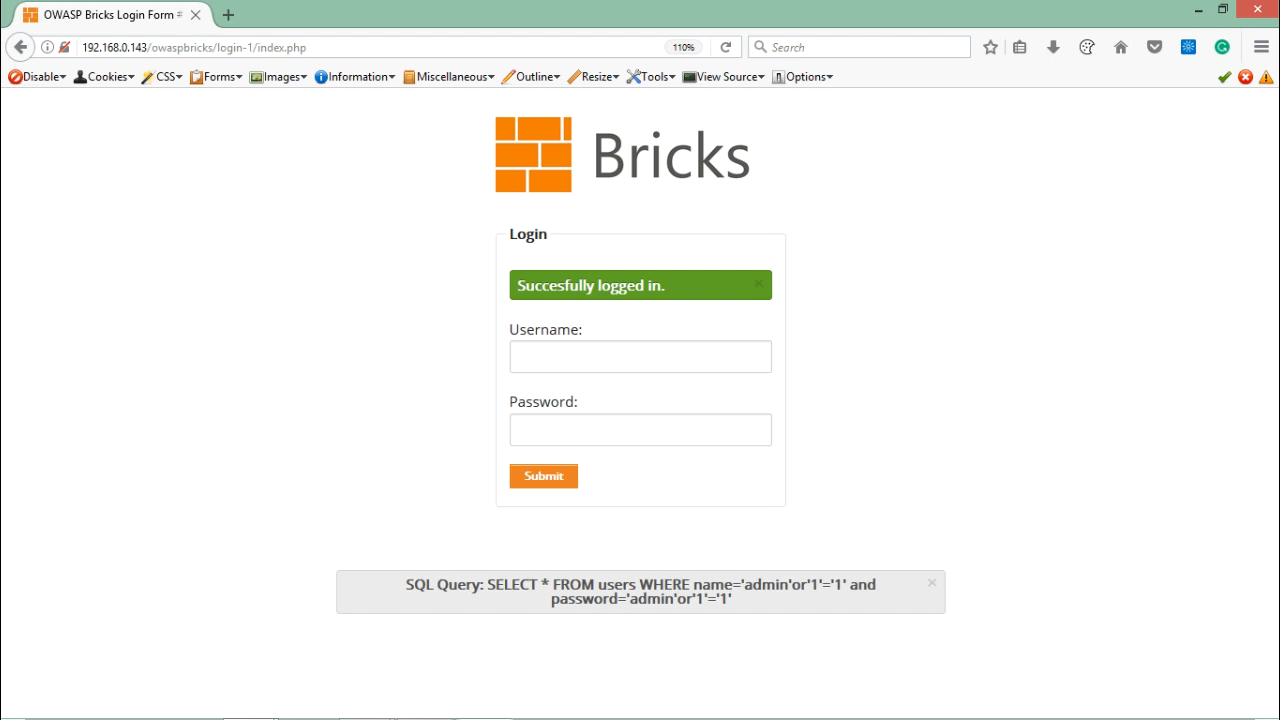 OWASP Bricks Login Form #
192.168.0.143/owaspbricks/login-1/index.php
110%
Search
Disable Cookies CSS Forms Images Information Miscellaneous Outline Resize Tools View Source Options
Bricks
Login
Succesfully logged in.
Username:
Password:
Submit
SQL Query: SELECT * FROM users WHERE name='admin'or'1'='1' and
password='admin'or'1'='1'